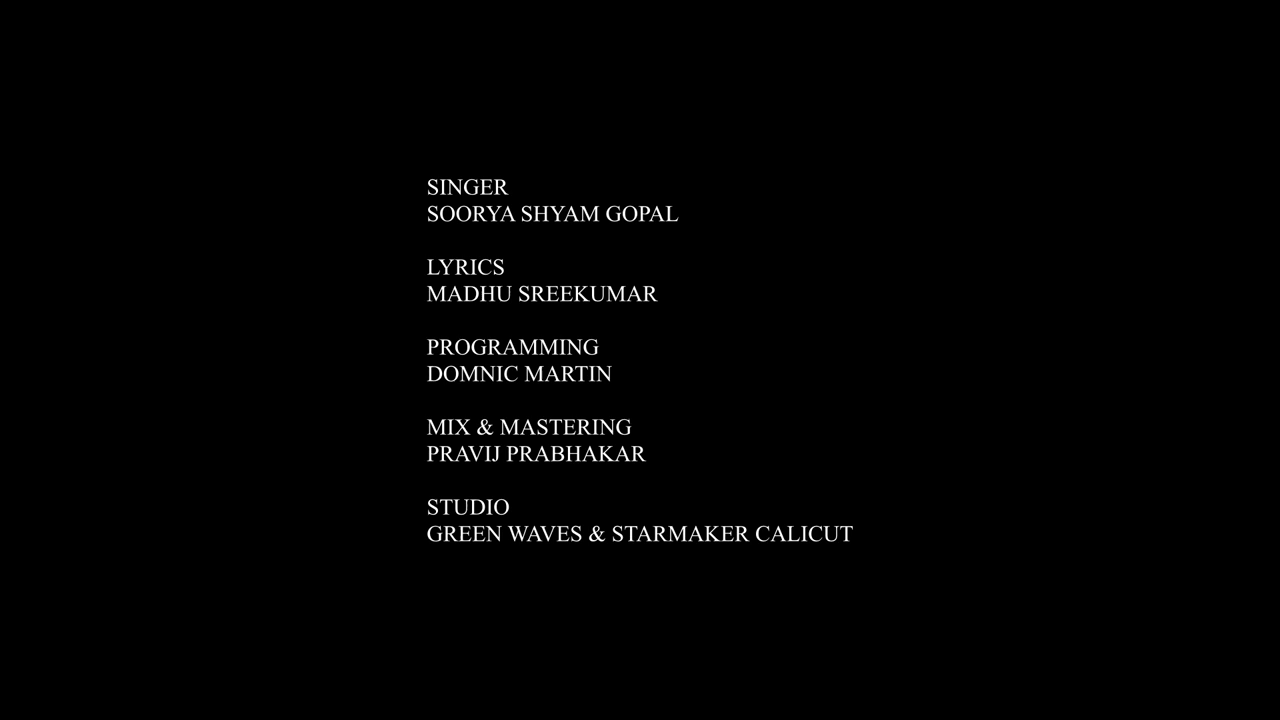 SINGER
SOORYA SHYAM GOPAL
LYRICS
MADHU SREEKUMAR
PROGRAMMING
DOMNIC MARTIN
MIX & MASTERING
PRAVIJ PRABHAKAR
STUDIO
GREEN WAVES & STARMAKER CALICUT